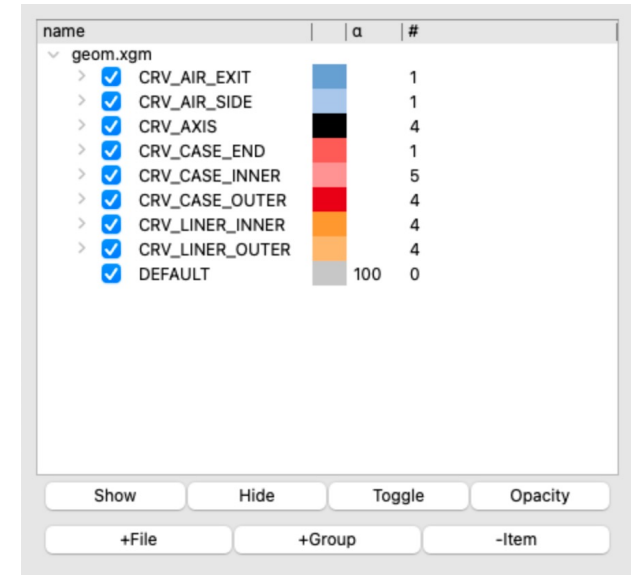 name α #
geom.xgm
CRV_AIR_EXIT 1
CRV_AIR_SIDE 1
CRV_AXIS 4
CRV_CASE_END 1
CRV_CASE_INNER 5
CRV_CASE_OUTER 4
CRV_LINER_INNER 4
CRV_LINER_OUTER 4
DEFAULT 100 0
Show Hide Toggle Opacity
+File +Group -Item